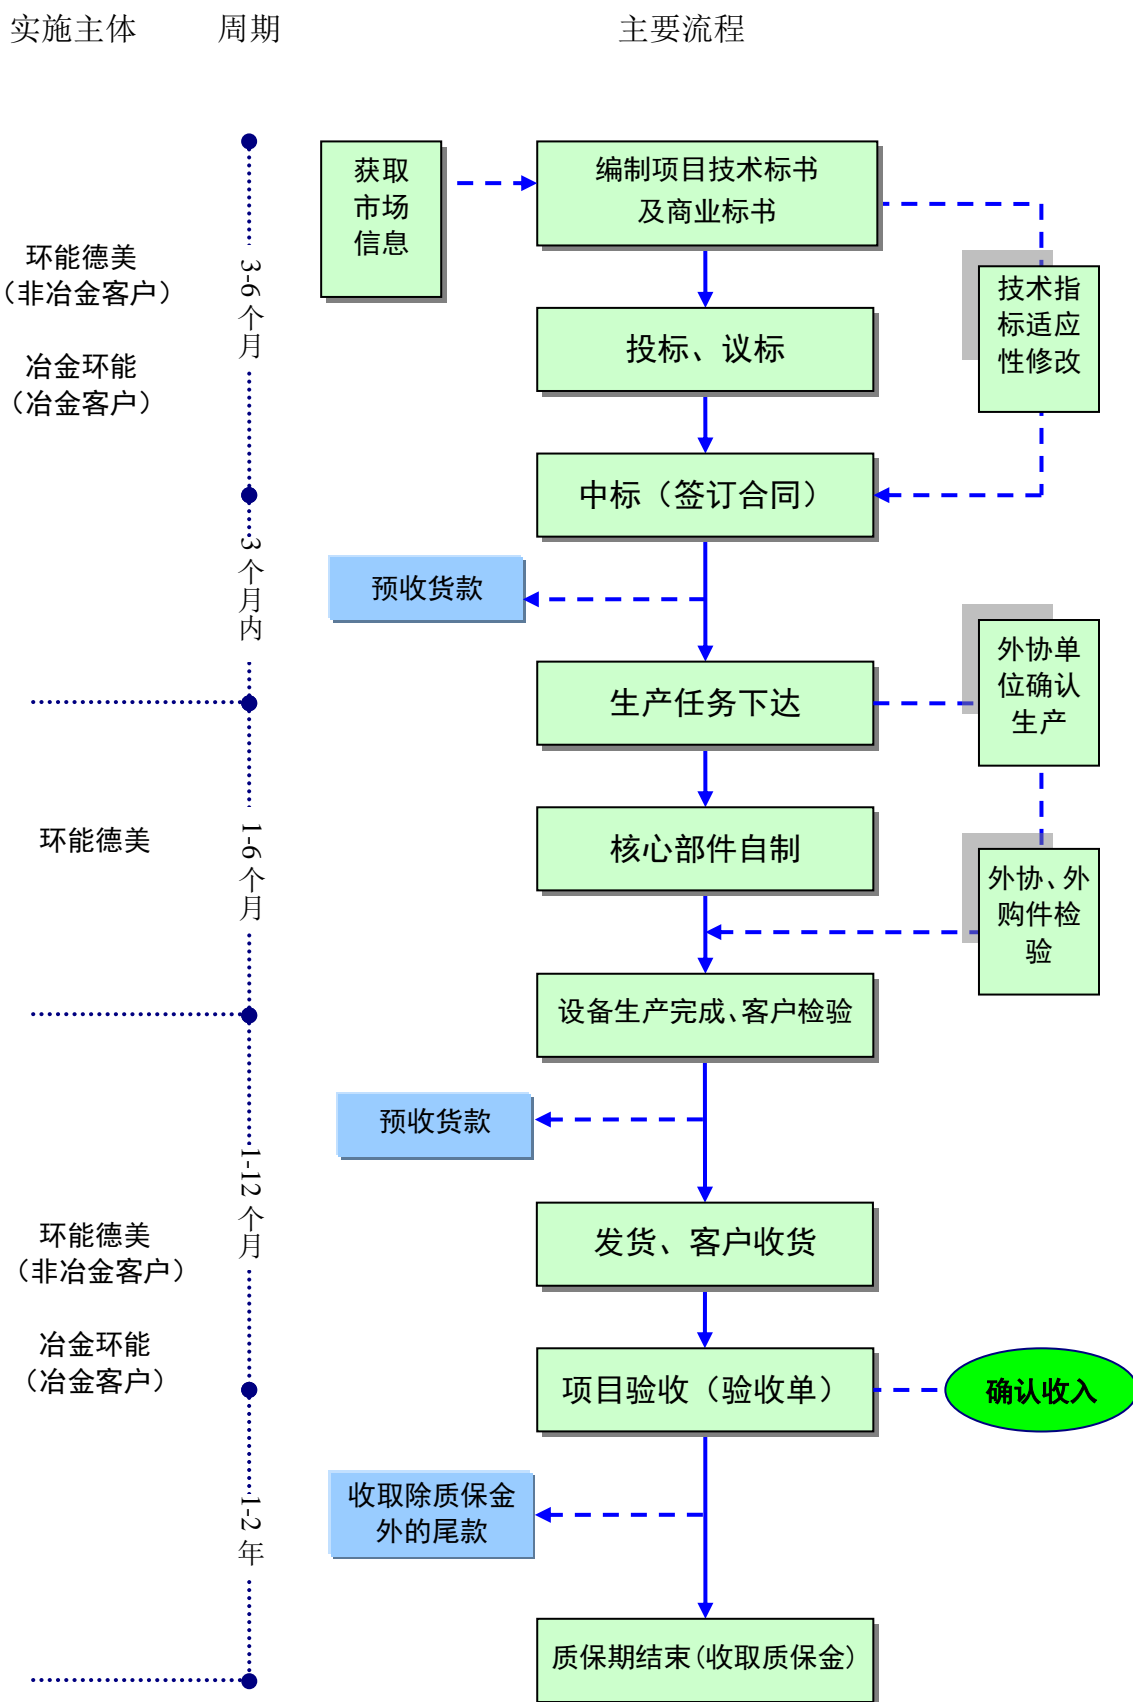 实施主体
周期
主要流程
获取
市场
信息
编制项目技术标书
及商业标书
环能德美
（非冶金客户）
冶金环能
（冶金客户）
3-6个月
技术指
标适应
性修改
投标、议标
中标（签订合同）
3个月内
预收货款
外协单
位确认
生产
生产任务下达
环能德美
1-6个月
核心部件自制
外协、外
购件检
验
设备生产完成、客户检验
预收货款
1-12个月
环能德美
（非冶金客户）
冶金环能
（冶金客户）
发货、客户收货
项目验收（验收单）
确认收入
收取除质保金
外的尾款
1-2年
质保期结束（收取质保金）